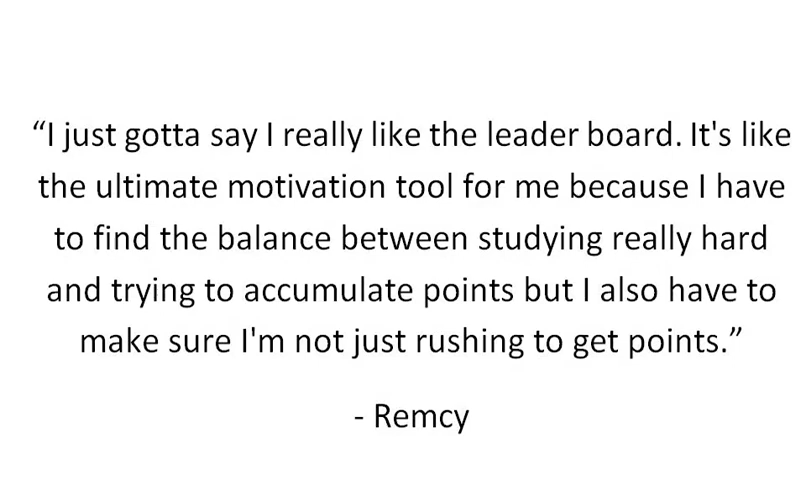 “I just gotta say I really like the leader board. It's like
the ultimate motivation tool for me because I have
to find the balance between studying really hard
and trying to accumulate points but I also have to
make sure I'm not just rushing to get points.”
- Remcy